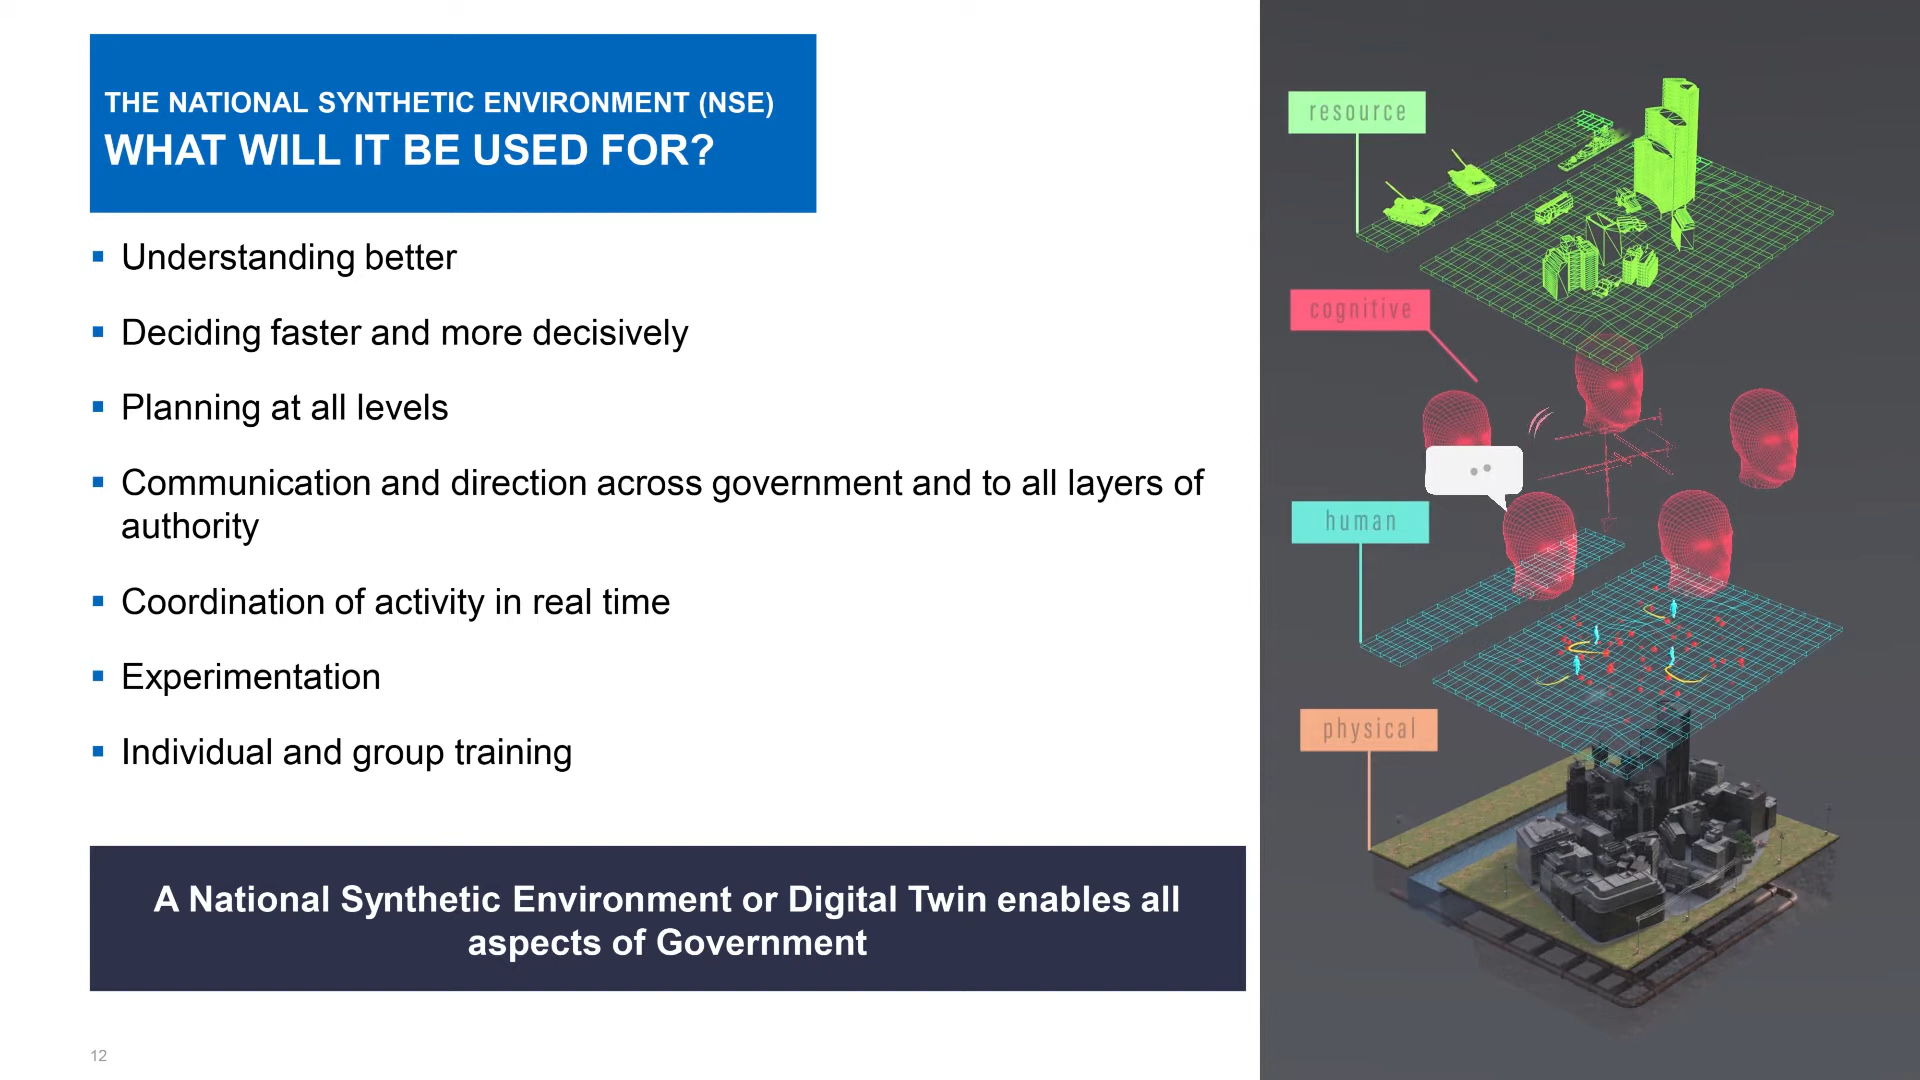 THE NATIONAL SYNTHETIC ENVIRONMENT (NSE)
WHAT WILL IT BE USED FOR?
▪ Understanding better
▪ Deciding faster and more decisively
▪ Planning at all levels
▪ Communication and direction across government and to all layers of
authority
▪ Coordination of activity in real time
▪ Experimentation
▪ Individual and group training
A National Synthetic Environment or Digital Twin enables all
aspects of Government
12
resource
cognitive
human
physical